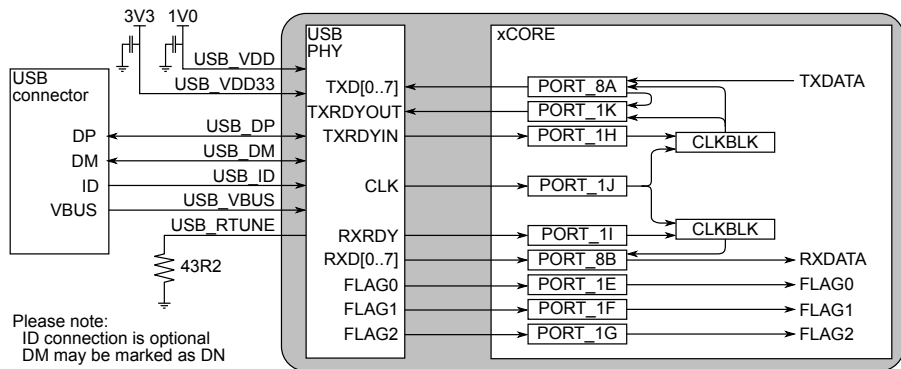 3V3
1V0
USB
connector
DP
DM
ID
VBUS
USB_VDD
USB_VDD33
USB_DP
USB_DM
USB_ID
USB_VBUS
USB_RTUNE
43R2
Please note:
ID connection is optional
DM may be marked as DN
USB
PHY
TXD[0..7]
TXRDYOUT
TXRDYIN
CLK
RXRDY
RXD[0..7]
FLAG0
FLAG1
FLAG2
xCORE
PORT_8A
PORT_1K
PORT_1H
PORT_1J
PORT_1I
PORT_8B
PORT_1E
PORT_1F
PORT_1G
CLKBLK
CLKBLK
TXDATA
RXDATA
FLAG0
FLAG1
FLAG2